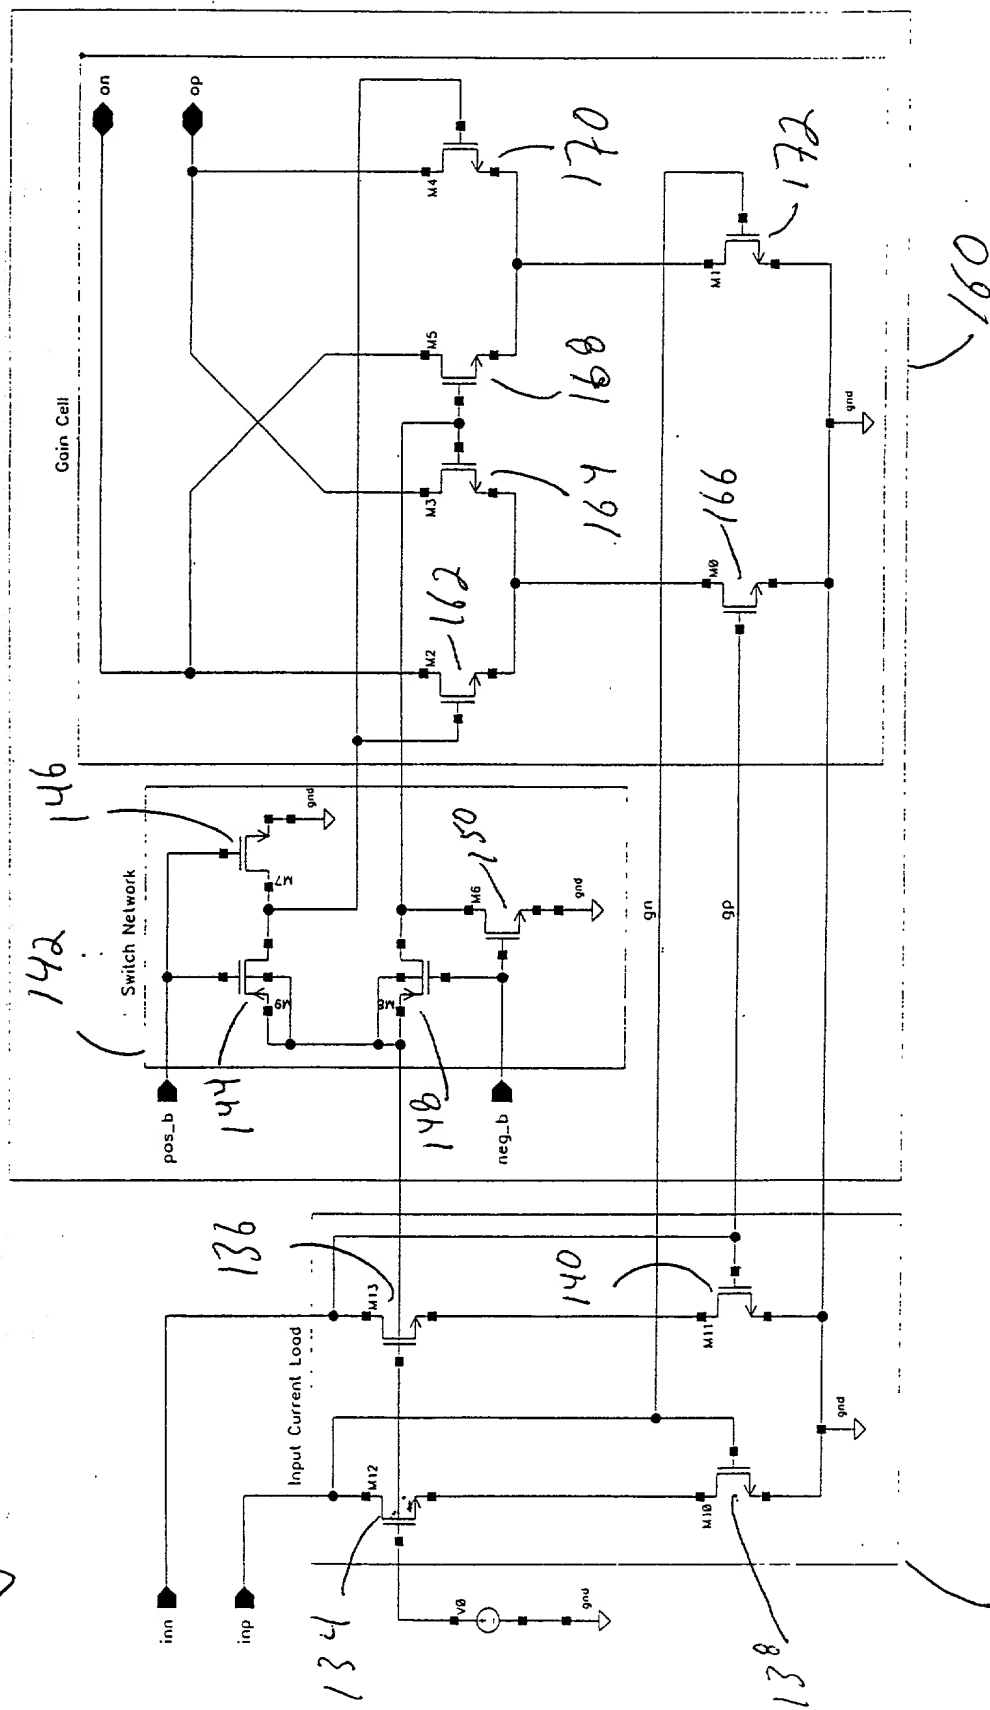 on
op
Gain Cell
M4
170
M5
168
M3
164
M2
162
M1
172
gnd
M0
166
160
146
142
Switch Network
M7
gnd
M9
144
M8
148
M6
150
gnd
pos_b
neg_b
gn
gp
136
Input Current Load
M13
M12
134
140
M11
M10
138
gnd
inn
inp
V0
gnd